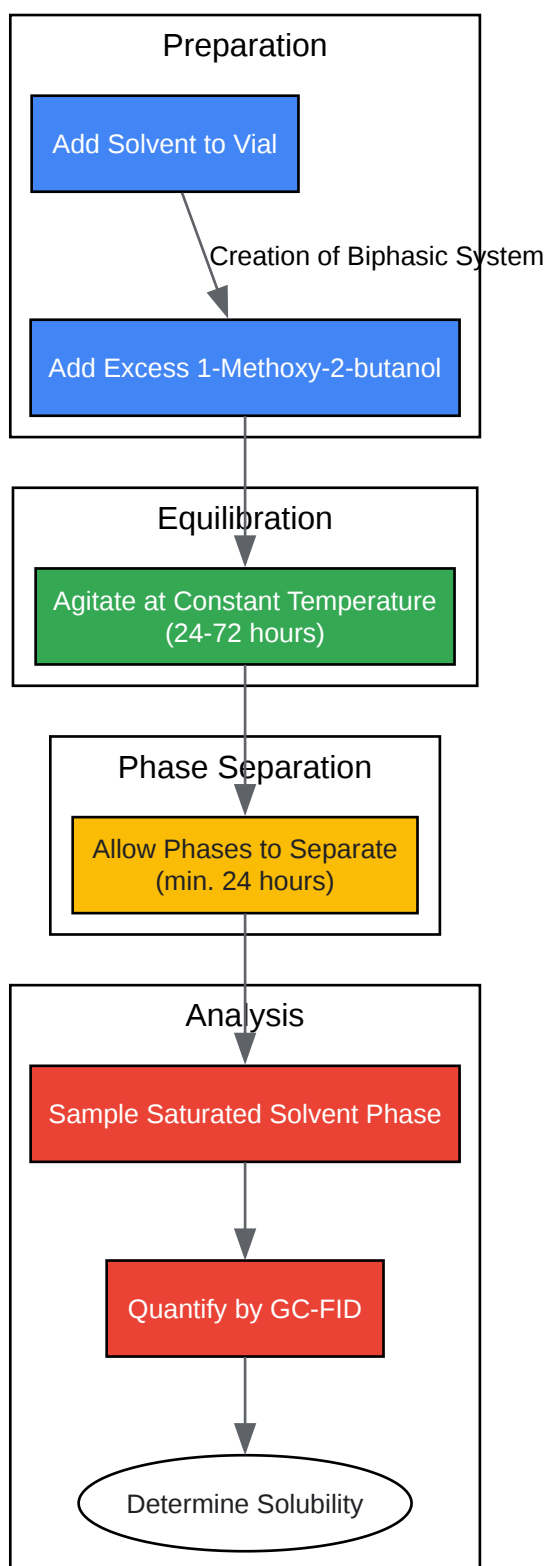 Preparation
Add Solvent to Vial
Creation of Biphasic System
Add Excess 1-Methoxy-2-butanol
Equilibration
Agitate at Constant Temperature
(24-72 hours)
Phase Separation
Allow Phases to Separate
(min. 24 hours)
Analysis
Sample Saturated Solvent Phase
Quantify by GC-FID
Determine Solubility